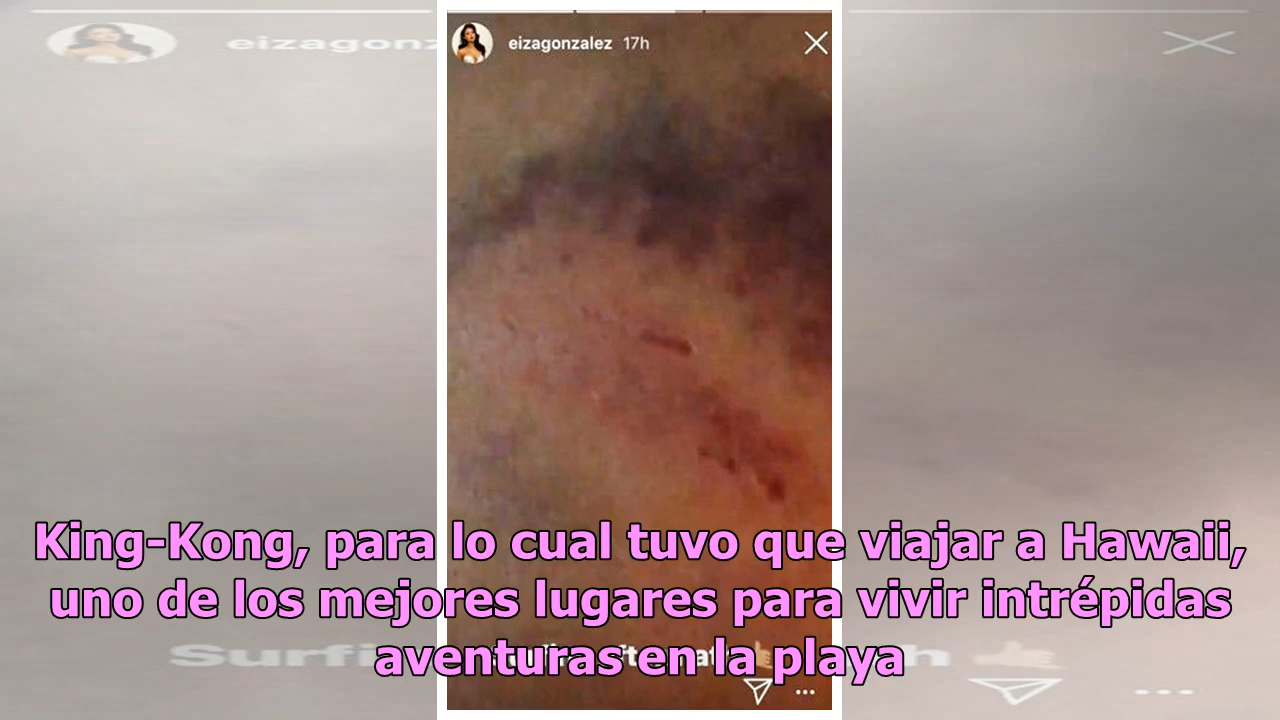 eizagonzalez 17h
King-Kong, para lo cual tuvo que viajar a Hawaii,
uno de los mejores lugares para vivir intrépidas
aventuras en la playa